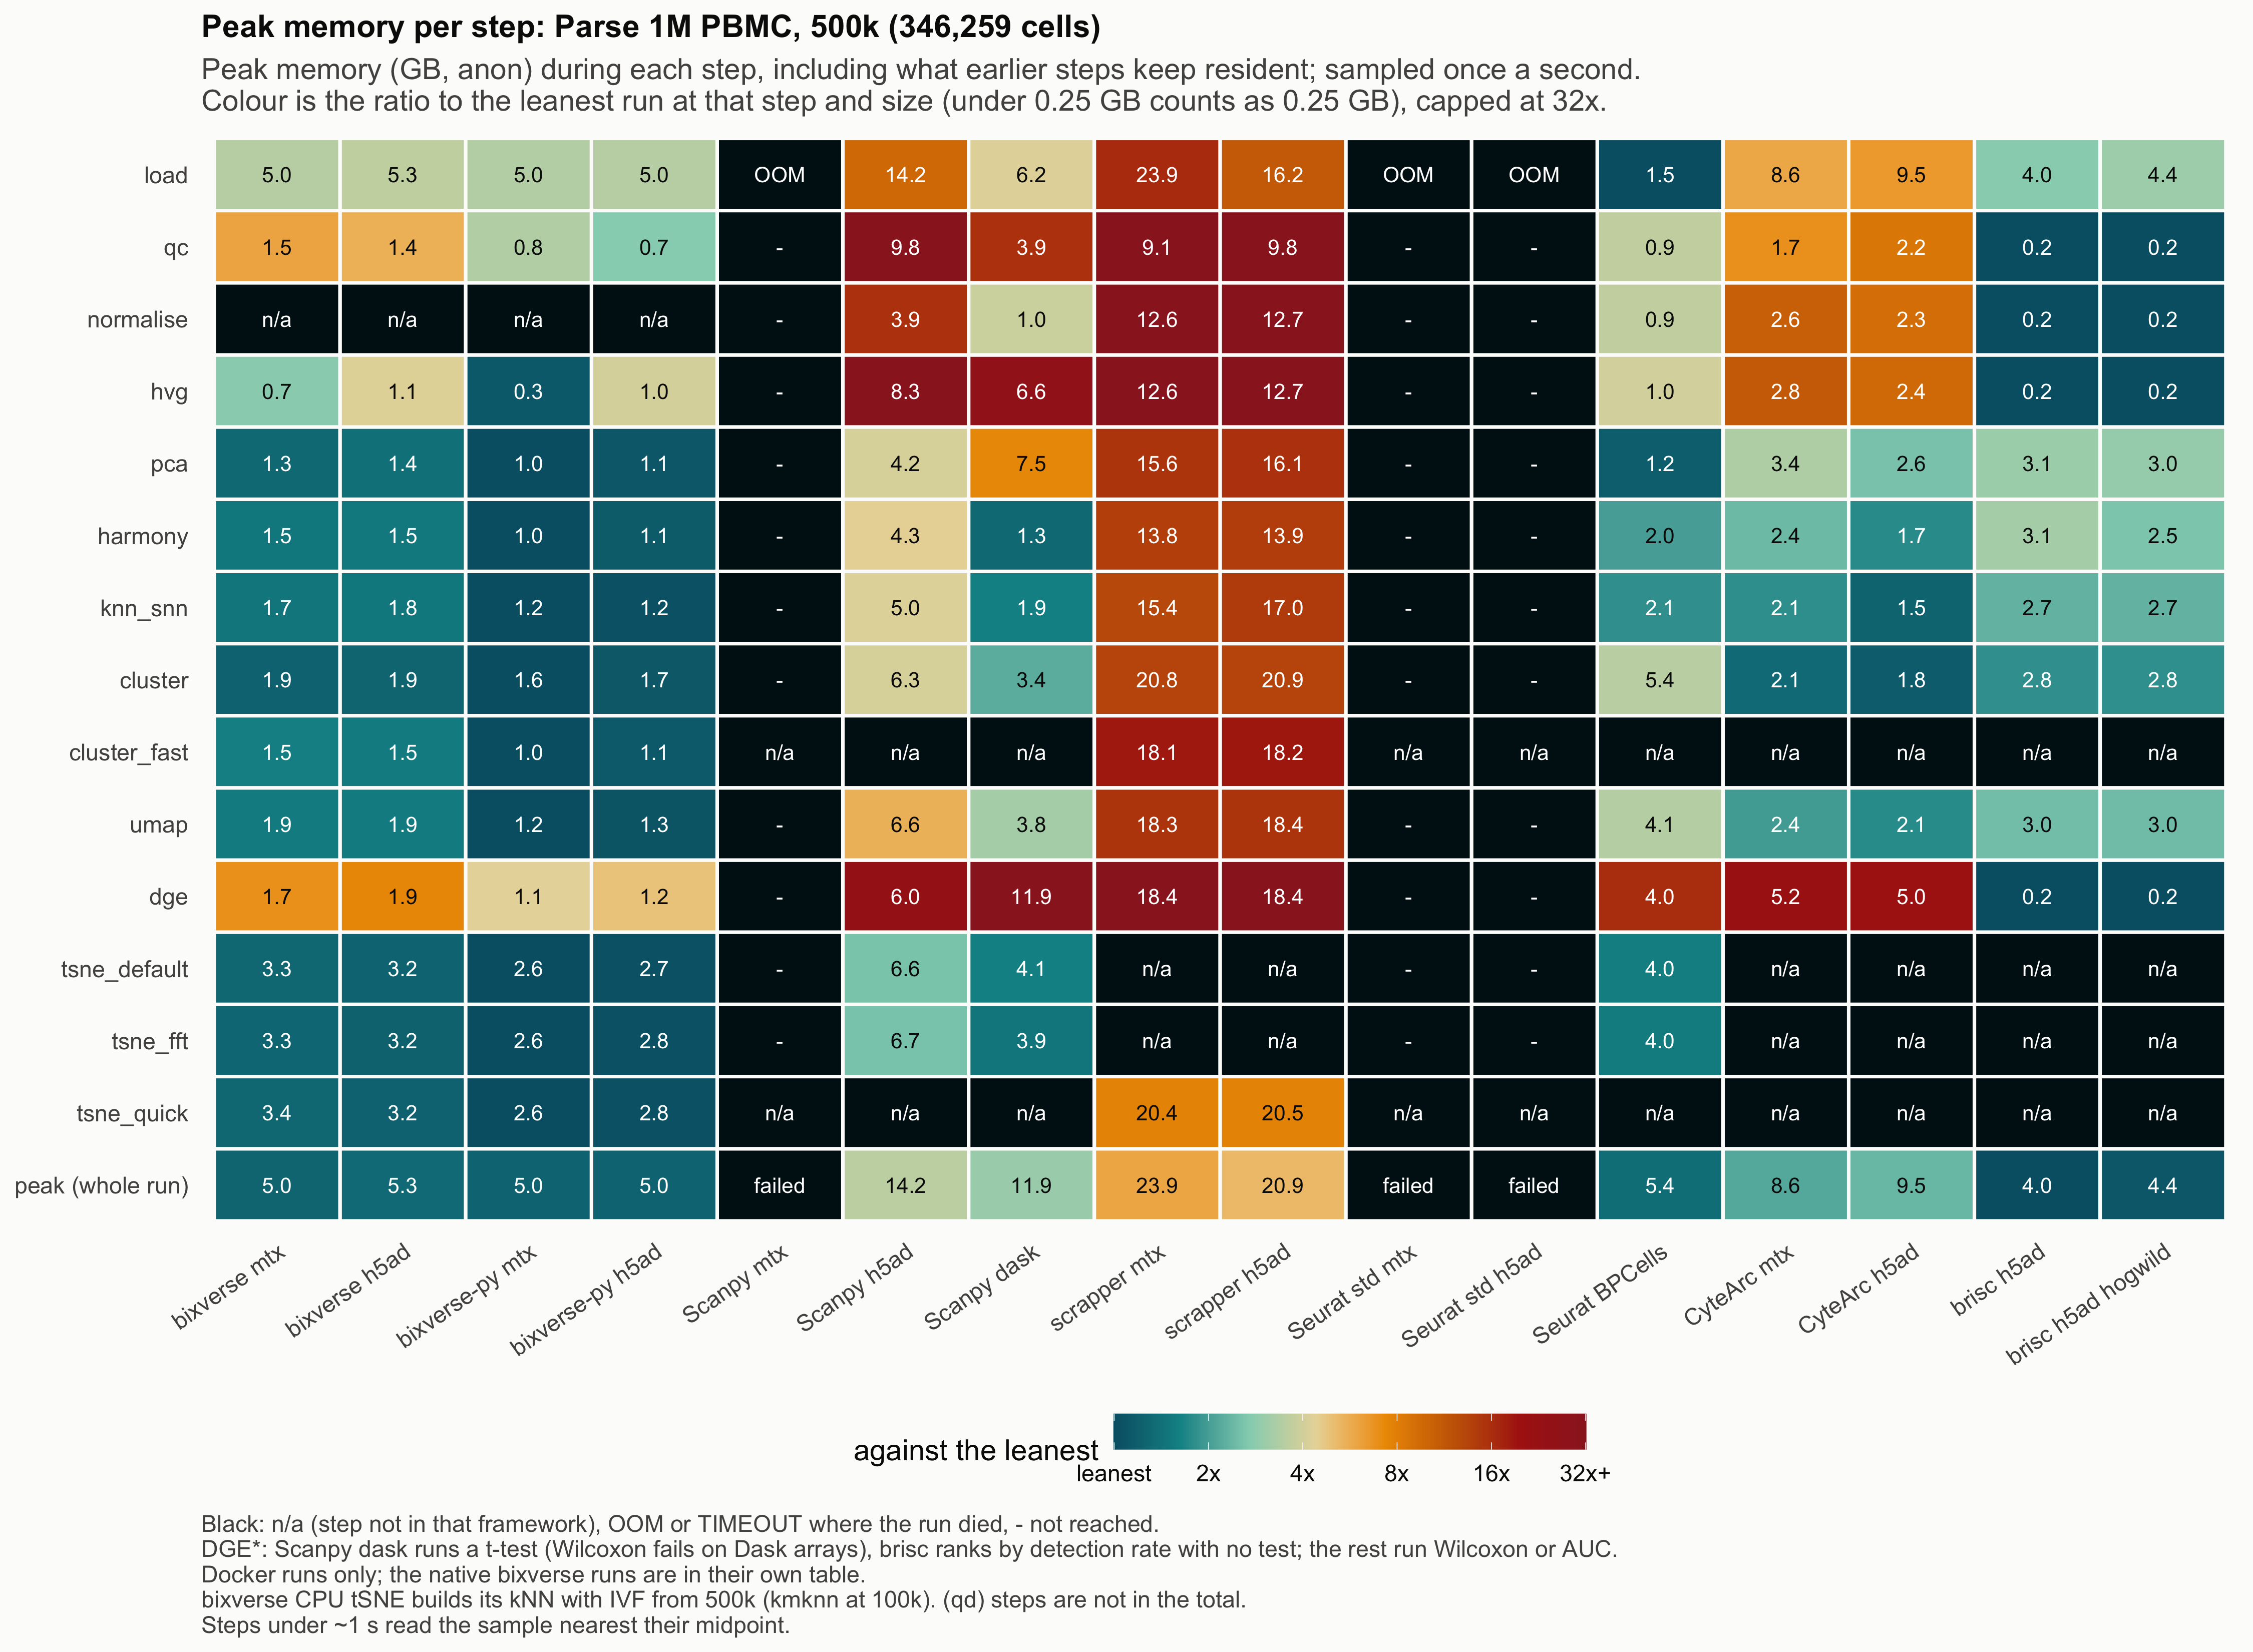 Peak memory per step: Parse 1M PBMC, 500k (346,259 cells)
Peak memory (GB, anon) during each step, including what earlier steps keep resident; sampled once a second.
Colour is the ratio to the leanest run at that step and size (under 0.25 GB counts as 0.25 GB), capped at 32x.
load 5.0 5.3 5.0 5.0 OOM 14.2 6.2 23.9 16.2 OOM OOM 1.5 8.6 9.5 4.0 4.4
qc 1.5 1.4 0.8 0.7 - 9.8 3.9 9.1 9.8 - - 0.9 1.7 2.2 0.2 0.2
normalise n/a n/a n/a n/a - 3.9 1.0 12.6 12.7 - - 0.9 2.6 2.3 0.2 0.2
hvg 0.7 1.1 0.3 1.0 - 8.3 6.6 12.6 12.7 - - 1.0 2.8 2.4 0.2 0.2
pca 1.3 1.4 1.0 1.1 - 4.2 7.5 15.6 16.1 - - 1.2 3.4 2.6 3.1 3.0
harmony 1.5 1.5 1.0 1.1 - 4.3 1.3 13.8 13.9 - - 2.0 2.4 1.7 3.1 2.5
knn_snn 1.7 1.8 1.2 1.2 - 5.0 1.9 15.4 17.0 - - 2.1 2.1 1.5 2.7 2.7
cluster 1.9 1.9 1.6 1.7 - 6.3 3.4 20.8 20.9 - - 5.4 2.1 1.8 2.8 2.8
cluster_fast 1.5 1.5 1.0 1.1 n/a n/a n/a 18.1 18.2 n/a n/a n/a n/a n/a n/a n/a
umap 1.9 1.9 1.2 1.3 - 6.6 3.8 18.3 18.4 - - 4.1 2.4 2.1 3.0 3.0
dge 1.7 1.9 1.1 1.2 - 6.0 11.9 18.4 18.4 - - 4.0 5.2 5.0 0.2 0.2
tsne_default 3.3 3.2 2.6 2.7 - 6.6 4.1 n/a n/a - - 4.0 n/a n/a n/a n/a
tsne_fft 3.3 3.2 2.6 2.8 - 6.7 3.9 n/a n/a - - 4.0 n/a n/a n/a n/a
tsne_quick 3.4 3.2 2.6 2.8 n/a n/a n/a 20.4 20.5 n/a n/a n/a n/a n/a n/a n/a
peak (whole run) 5.0 5.3 5.0 5.0 failed 14.2 11.9 23.9 20.9 failed failed 5.4 8.6 9.5 4.0 4.4
bixverse mtx
bixverse h5ad
bixverse-py mtx
bixverse-py h5ad
Scanpy mtx
Scanpy h5ad
Scanpy dask
scrapper mtx
scrapper h5ad
Seurat std mtx
Seurat std h5ad
Seurat BPCells
CyteArc mtx
CyteArc h5ad
brisc h5ad
brisc h5ad hogwild
against the leanest
leanest 2x 4x 8x 16x 32x+
Black: n/a (step not in that framework), OOM or TIMEOUT where the run died, - not reached.
DGE*: Scanpy dask runs a t-test (Wilcoxon fails on Dask arrays), brisc ranks by detection rate with no test; the rest run Wilcoxon or AUC.
Docker runs only; the native bixverse runs are in their own table.
bixverse CPU tSNE builds its kNN with IVF from 500k (kmknn at 100k). (qd) steps are not in the total.
Steps under ~1 s read the sample nearest their midpoint.